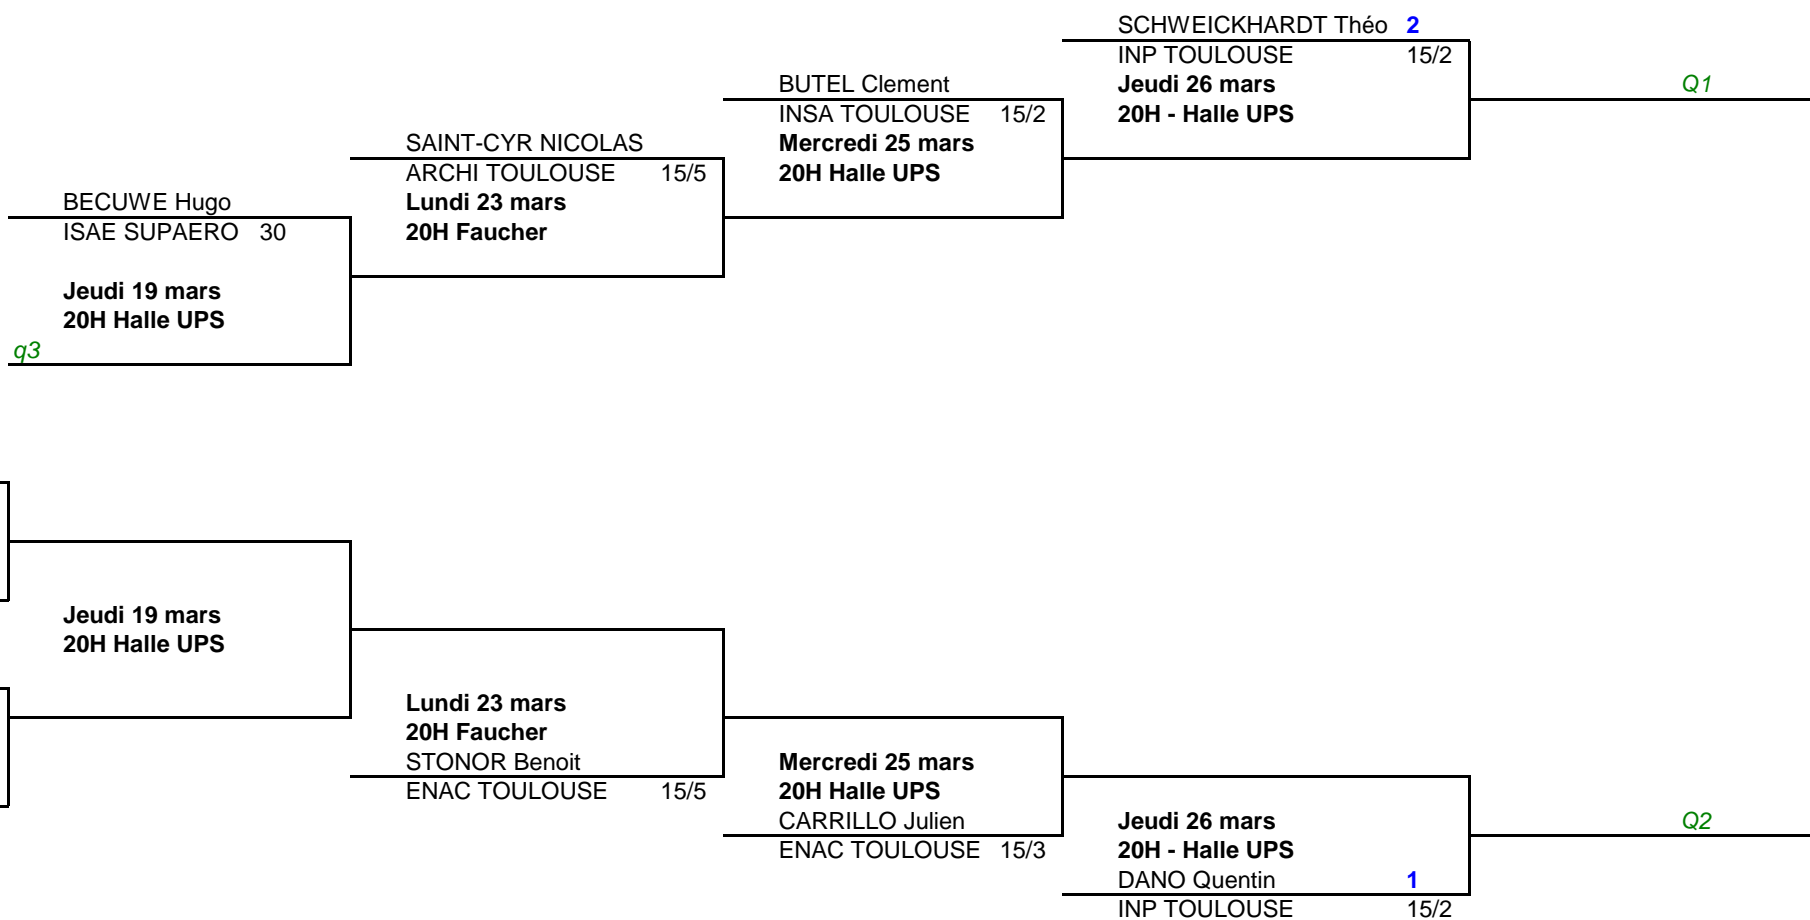 SCHWEICKHARDT Théo 2
INP TOULOUSE 15/2
Jeudi 26 mars
20H - Halle UPS
Q1
BUTEL Clement
INSA TOULOUSE 15/2
Mercredi 25 mars
20H Halle UPS
SAINT-CYR NICOLAS
ARCHI TOULOUSE 15/5
Lundi 23 mars
20H Faucher
BECUWE Hugo
ISAE SUPAERO 30
Jeudi 19 mars
20H Halle UPS
q3
Jeudi 19 mars
20H Halle UPS
Lundi 23 mars
20H Faucher
STONOR Benoit
ENAC TOULOUSE 15/5
Mercredi 25 mars
20H Halle UPS
CARRILLO Julien
ENAC TOULOUSE 15/3
Jeudi 26 mars
20H - Halle UPS
DANO Quentin 1
INP TOULOUSE 15/2
Q2